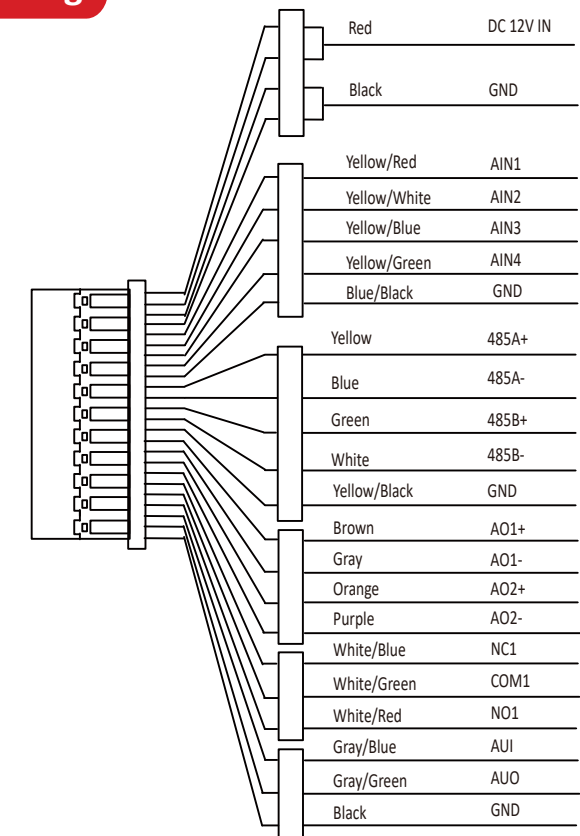 g
Red DC 12V IN
Black GND
Yellow/Red AIN1
Yellow/White AIN2
Yellow/Blue AIN3
Yellow/Green AIN4
Blue/Black GND
Yellow 485A+
Blue 485A-
Green 485B+
White 485B-
Yellow/Black GND
Brown AO1+
Gray AO1-
Orange AO2+
Purple AO2-
White/Blue NC1
White/Green COM1
White/Red NO1
Gray/Blue AUI
Gray/Green AUO
Black GND